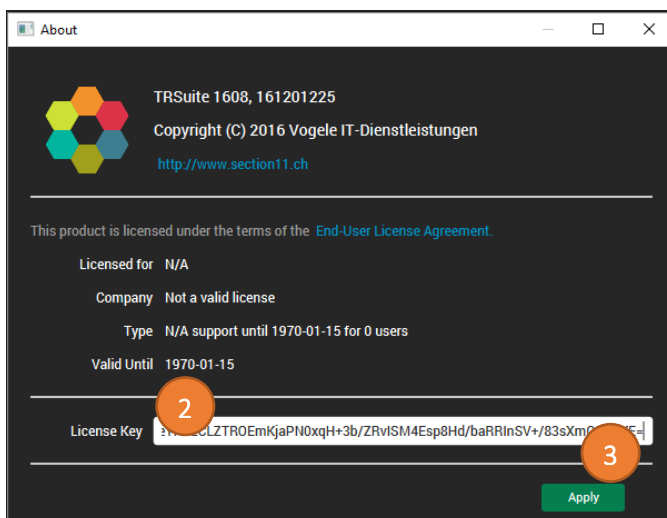 About
TRSuite 1608, 161201225
Copyright (C) 2016 Vogele IT-Dienstleistungen
http://www.section11.ch
This product is licensed under the terms of the End-User License Agreement.
Licensed for N/A
Company Not a valid license
Type N/A support until 1970-01-15 for 0 users
Valid Until 1970-01-15
2
License Key
3
Apply